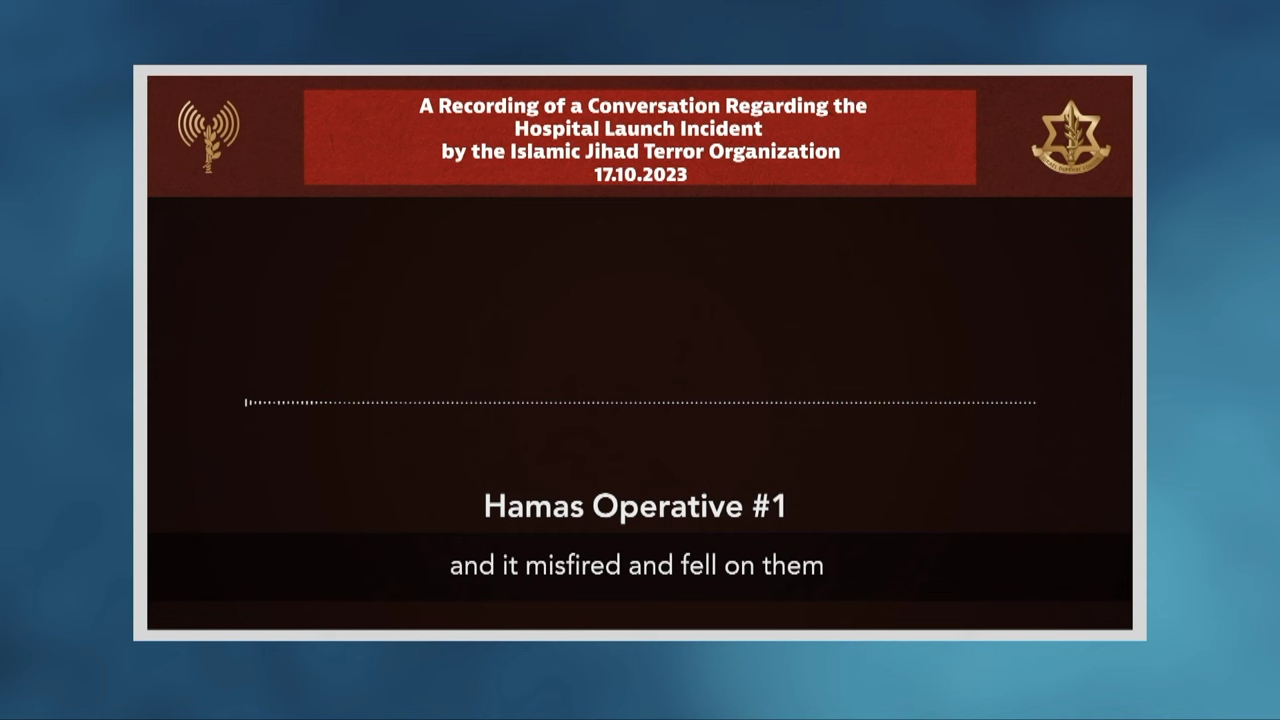 A Recording of a Conversation Regarding the
Hospital Launch Incident
by the Islamic Jihad Terror Organization
17.10.2023
Hamas Operative #1
and it misfired and fell on them